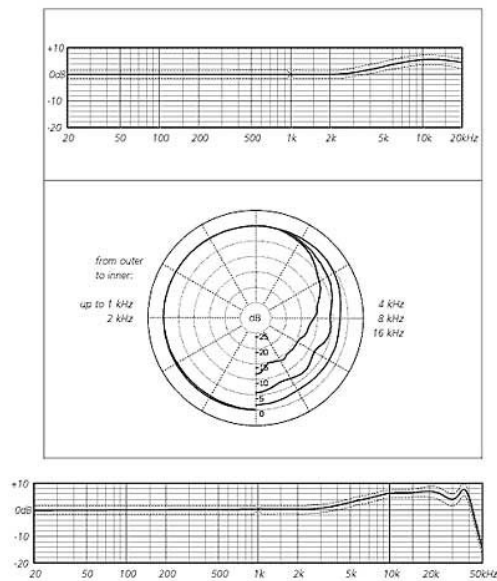 +10
0dB
-10
-20
20 50 100 200 500 1k 2k 5k 10k 20kHz
from outer
to inner:
up to 1 kHz
2 kHz
4 kHz
8 kHz
16 kHz
dB
-25
-20
-15
-10
-5
0
+10
0dB
-10
-20
20 50 100 200 500 1k 2k 5k 10k 20k 50kHz